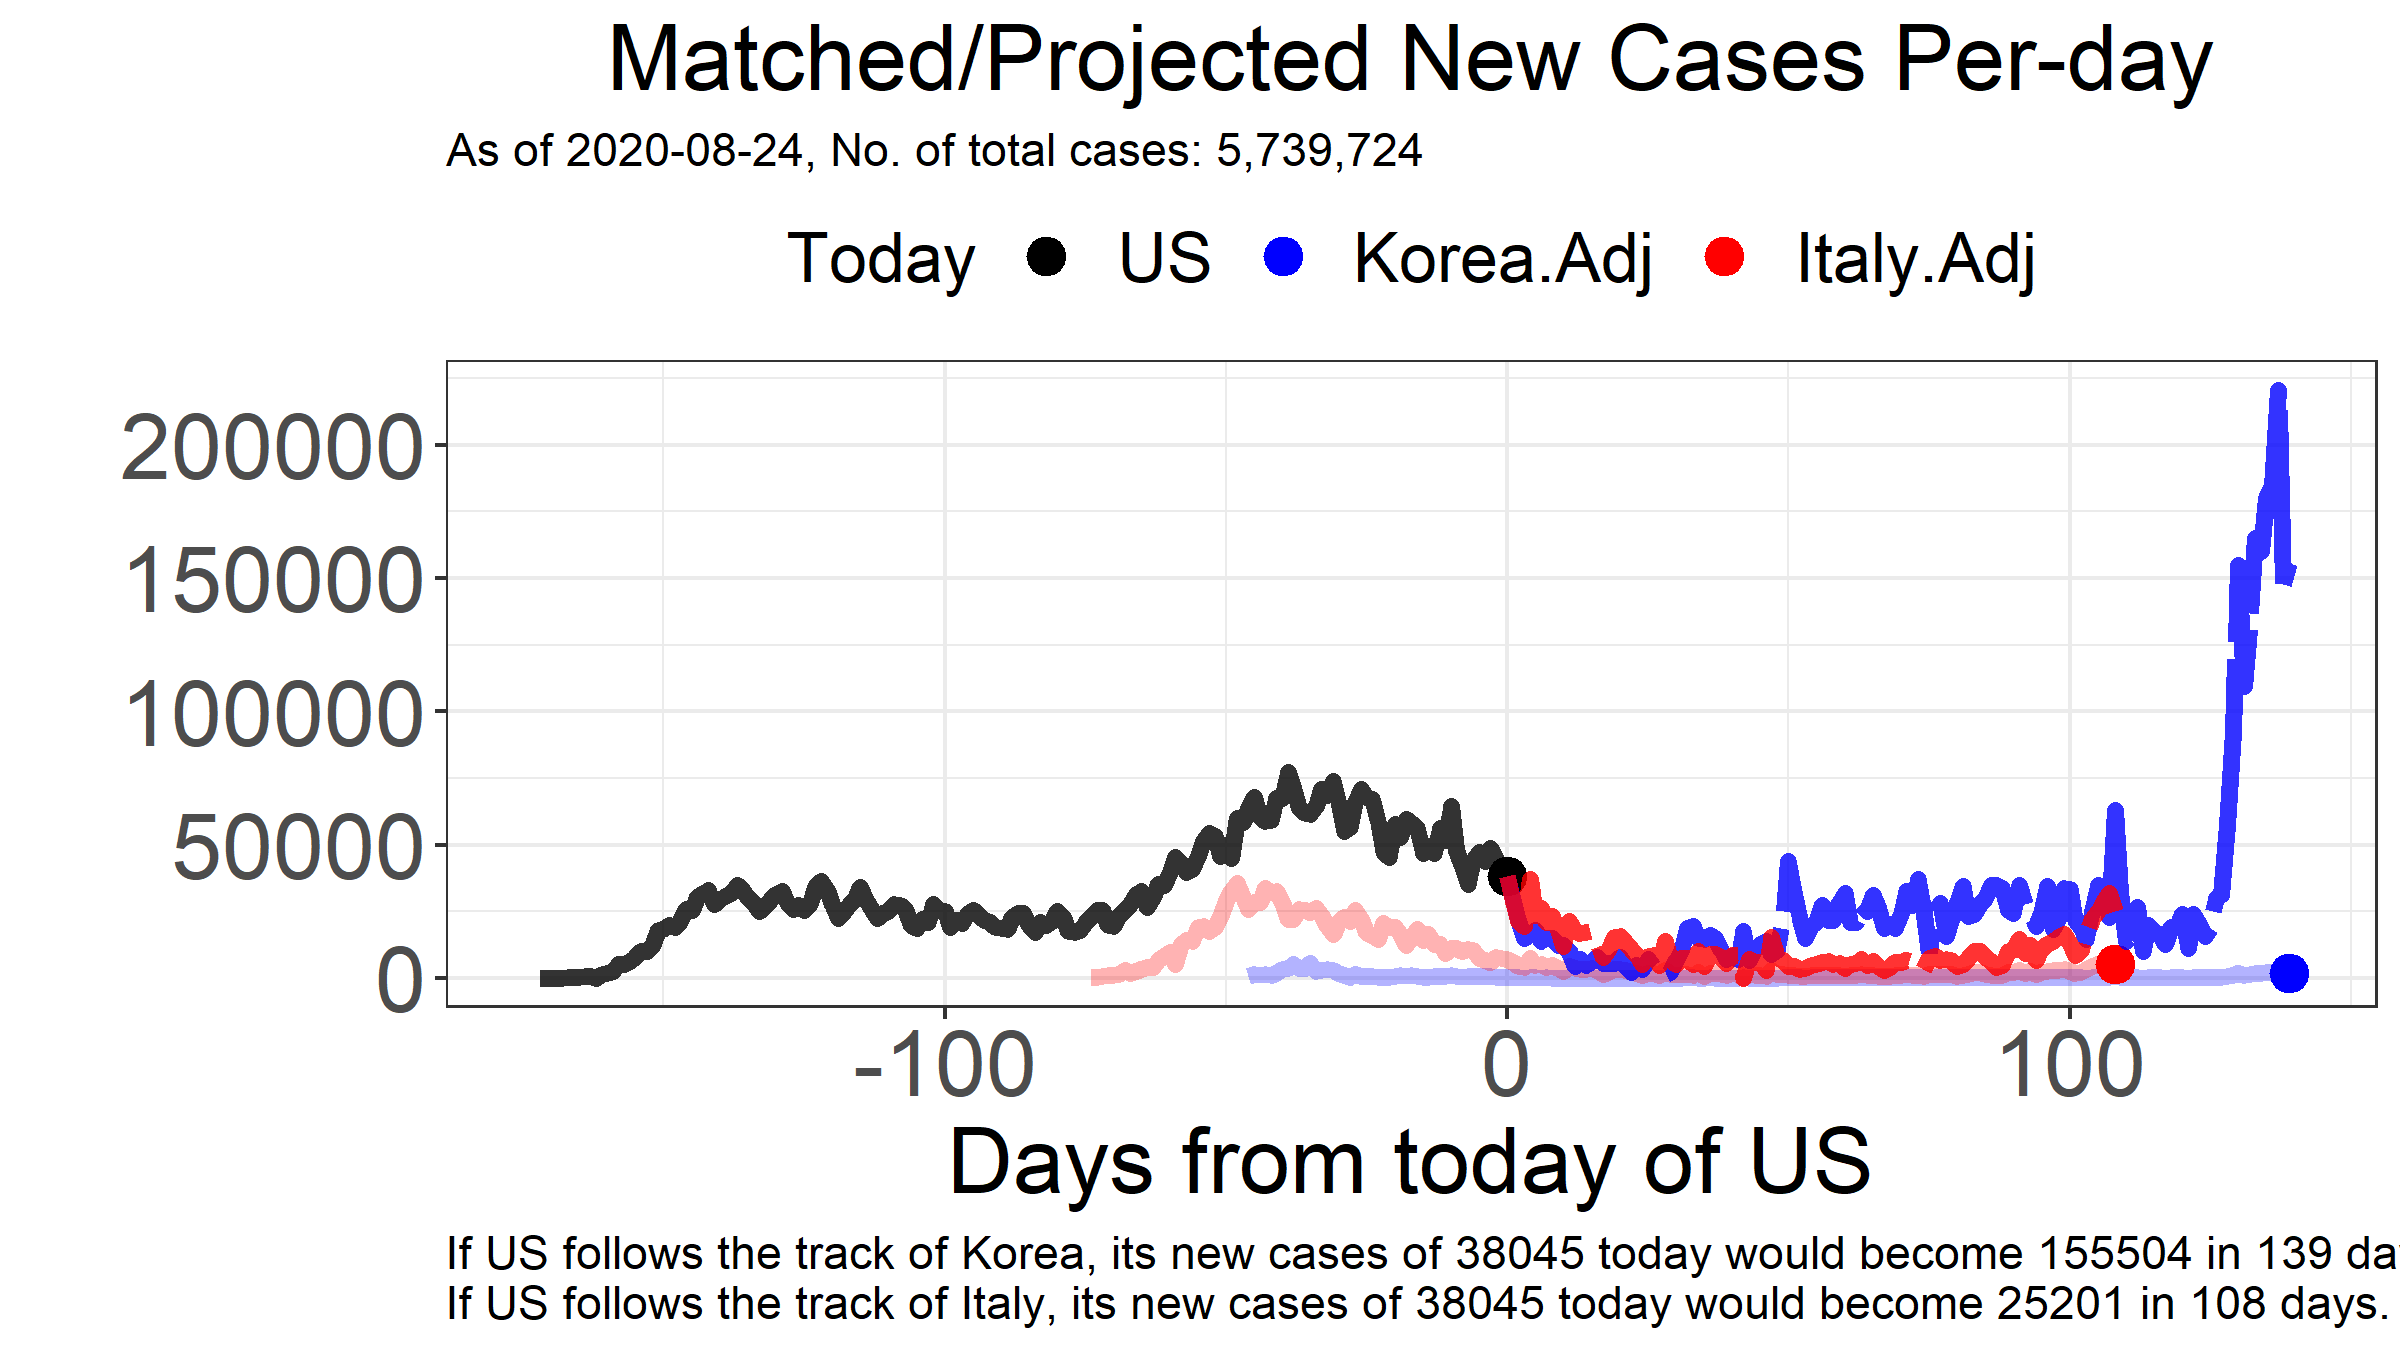 Matched/Projected New Cases Per-day
As of 2020-08-24, No. of total cases: 5,739,724
Today US Korea.Adj Italy.Adj
200000
150000
100000
50000
0
-100 0 100
Days from today of US
If US follows the track of Korea, its new cases of 38045 today would become 155504 in 139
If US follows the track of Italy, its new cases of 38045 today would become 25201 in 108 days.